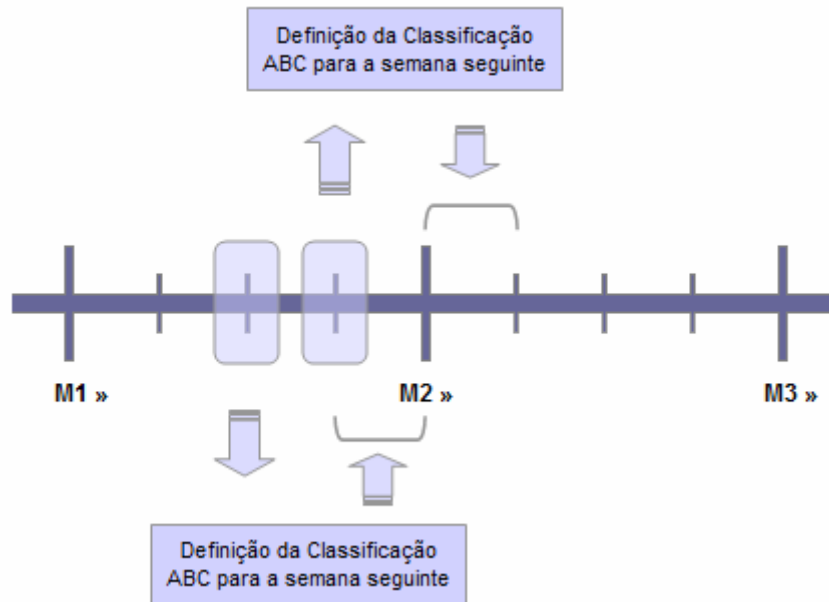 Definição da Classificação
ABC para a semana seguinte
M1 »
M2 »
M3 »
Definição da Classificação
ABC para a semana seguinte